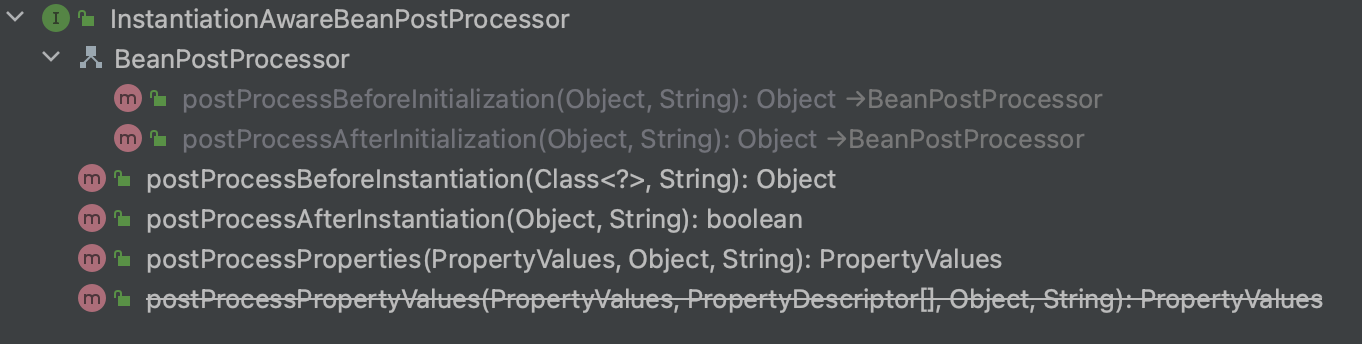 I InstantiationAwareBeanPostProcessor
BeanPostProcessor
m postProcessBeforeInitialization(Object, String): Object →BeanPostProcessor
m postProcessAfterInitialization(Object, String): Object →BeanPostProcessor
m postProcessBeforeInstantiation(Class<?>, String): Object
m postProcessAfterInstantiation(Object, String): boolean
m postProcessProperties(PropertyValues, Object, String): PropertyValues
m postProcessPropertyValues(PropertyValues, PropertyDescriptor[], Object, String): PropertyValues